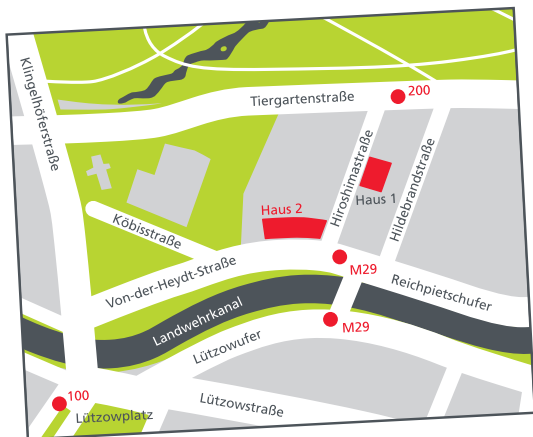 Klingelhöferstraße
Tiergartenstraße
200
Hiroshimastraße
Hildebrandstraße
Haus 1
Haus 2
Köbisstraße
Von-der-Heydt-Straße
M29
Reichpietschufer
Landwehrkanal
M29
Lützowufer
100
Lützowplatz
Lützowstraße